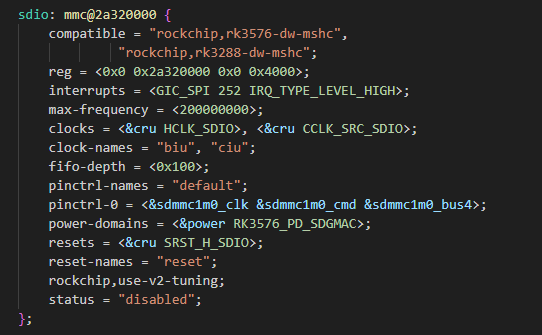 sdio: mmc@2a320000 {
compatible = "rockchip,rk3576-dw-mshc",
"rockchip,rk3288-dw-mshc";
reg = <0x0 0x2a320000 0x0 0x4000>;
interrupts = <GIC_SPI 252 IRQ_TYPE_LEVEL_HIGH>;
max-frequency = <200000000>;
clocks = <&cru HCLK_SDIO>, <&cru CCLK_SRC_SDIO>;
clock-names = "biu", "ciu";
fifo-depth = <0x100>;
pinctrl-names = "default";
pinctrl-0 = <&sdmmc1m0_clk &sdmmc1m0_cmd &sdmmc1m0_bus4>;
power-domains = <&power RK3576_PD_SDGMAC>;
resets = <&cru SRST_H_SDIO>;
reset-names = "reset";
rockchip,use-v2-tuning;
status = "disabled";
};